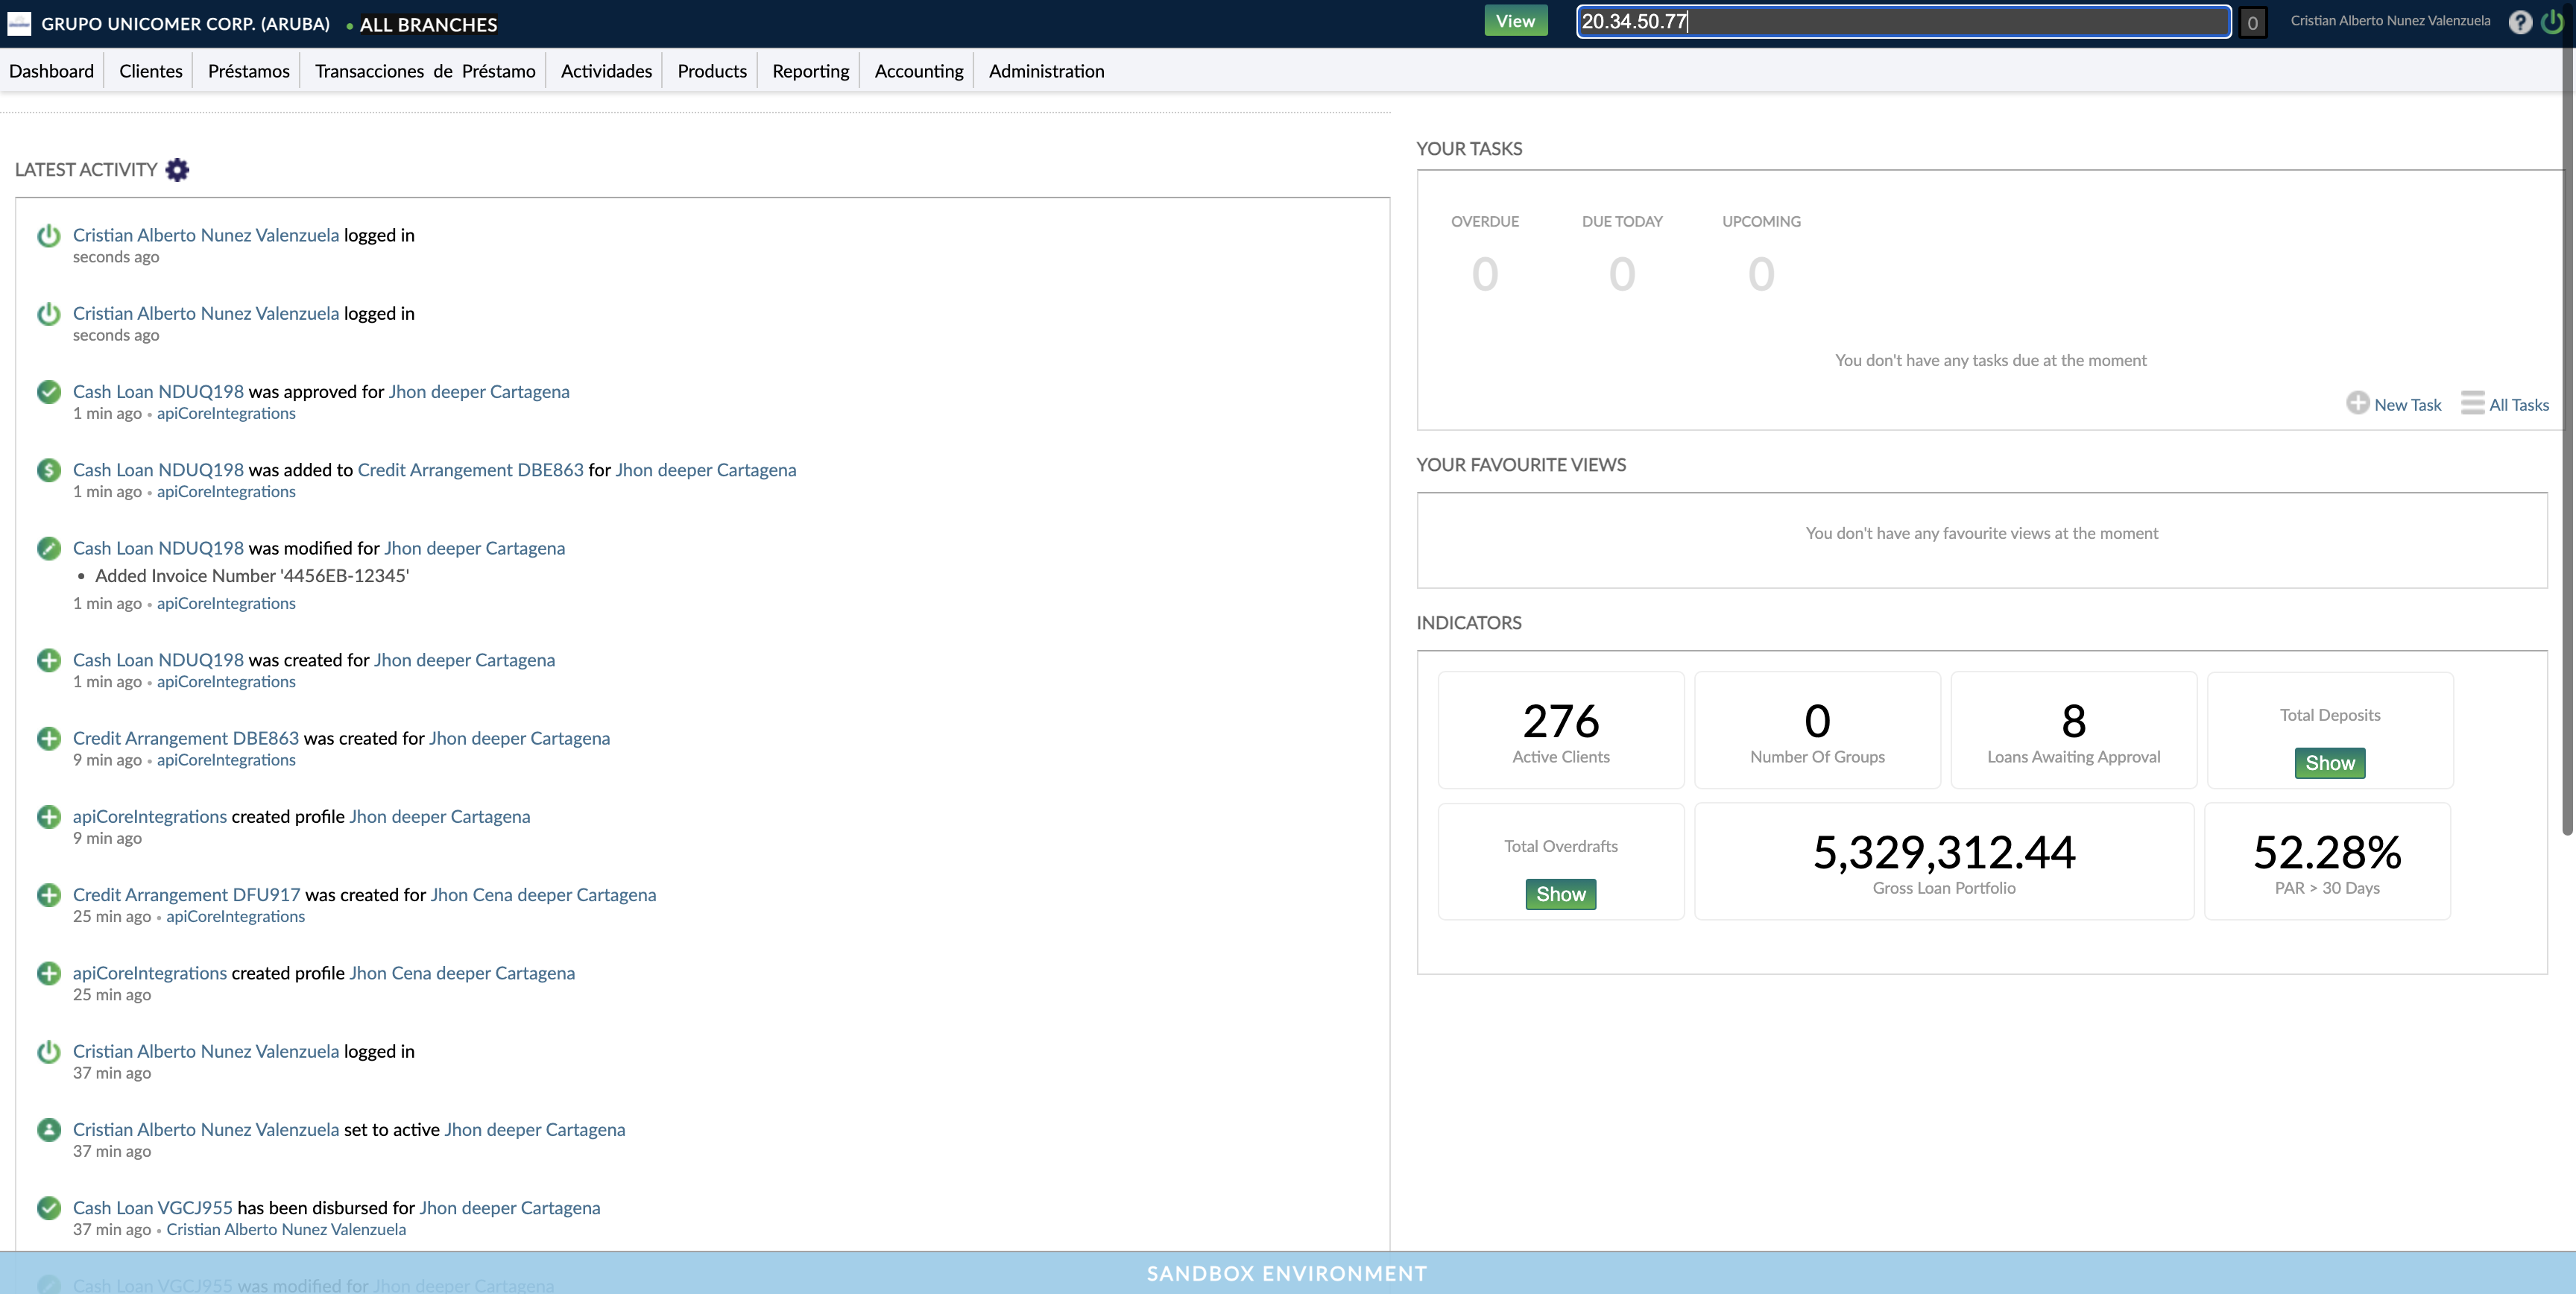 GRUPO UNICOMER CORP. (ARUBA) • ALL BRANCHES
View 20.34.50.77 0 Cristian Alberto Nunez Valenzuela ?
Dashboard Clientes Préstamos Transacciones de Préstamo Actividades Products Reporting Accounting Administration
LATEST ACTIVITY
Cristian Alberto Nunez Valenzuela logged in
seconds ago
Cristian Alberto Nunez Valenzuela logged in
seconds ago
Cash Loan NDUQ198 was approved for Jhon deeper Cartagena
1 min ago • apiCoreIntegrations
Cash Loan NDUQ198 was added to Credit Arrangement DBE863 for Jhon deeper Cartagena
1 min ago • apiCoreIntegrations
Cash Loan NDUQ198 was modified for Jhon deeper Cartagena
• Added Invoice Number '4456EB-12345'
1 min ago • apiCoreIntegrations
Cash Loan NDUQ198 was created for Jhon deeper Cartagena
1 min ago • apiCoreIntegrations
Credit Arrangement DBE863 was created for Jhon deeper Cartagena
9 min ago • apiCoreIntegrations
apiCoreIntegrations created profile Jhon deeper Cartagena
9 min ago
Credit Arrangement DFU917 was created for Jhon Cena deeper Cartagena
25 min ago • apiCoreIntegrations
apiCoreIntegrations created profile Jhon Cena deeper Cartagena
25 min ago
Cristian Alberto Nunez Valenzuela logged in
37 min ago
Cristian Alberto Nunez Valenzuela set to active Jhon deeper Cartagena
37 min ago
Cash Loan VGCJ955 has been disbursed for Jhon deeper Cartagena
37 min ago • Cristian Alberto Nunez Valenzuela
Cash Loan VGCJ955 was modified for Jhon deeper Cartagena
YOUR TASKS
OVERDUE DUE TODAY UPCOMING
0 0 0
You don't have any tasks due at the moment
New Task All Tasks
YOUR FAVOURITE VIEWS
You don't have any favourite views at the moment
INDICATORS
276
Active Clients
0
Number Of Groups
8
Loans Awaiting Approval
Total Deposits
Show
Total Overdrafts
Show
5,329,312.44
Gross Loan Portfolio
52.28%
PAR > 30 Days
SANDBOX ENVIRONMENT